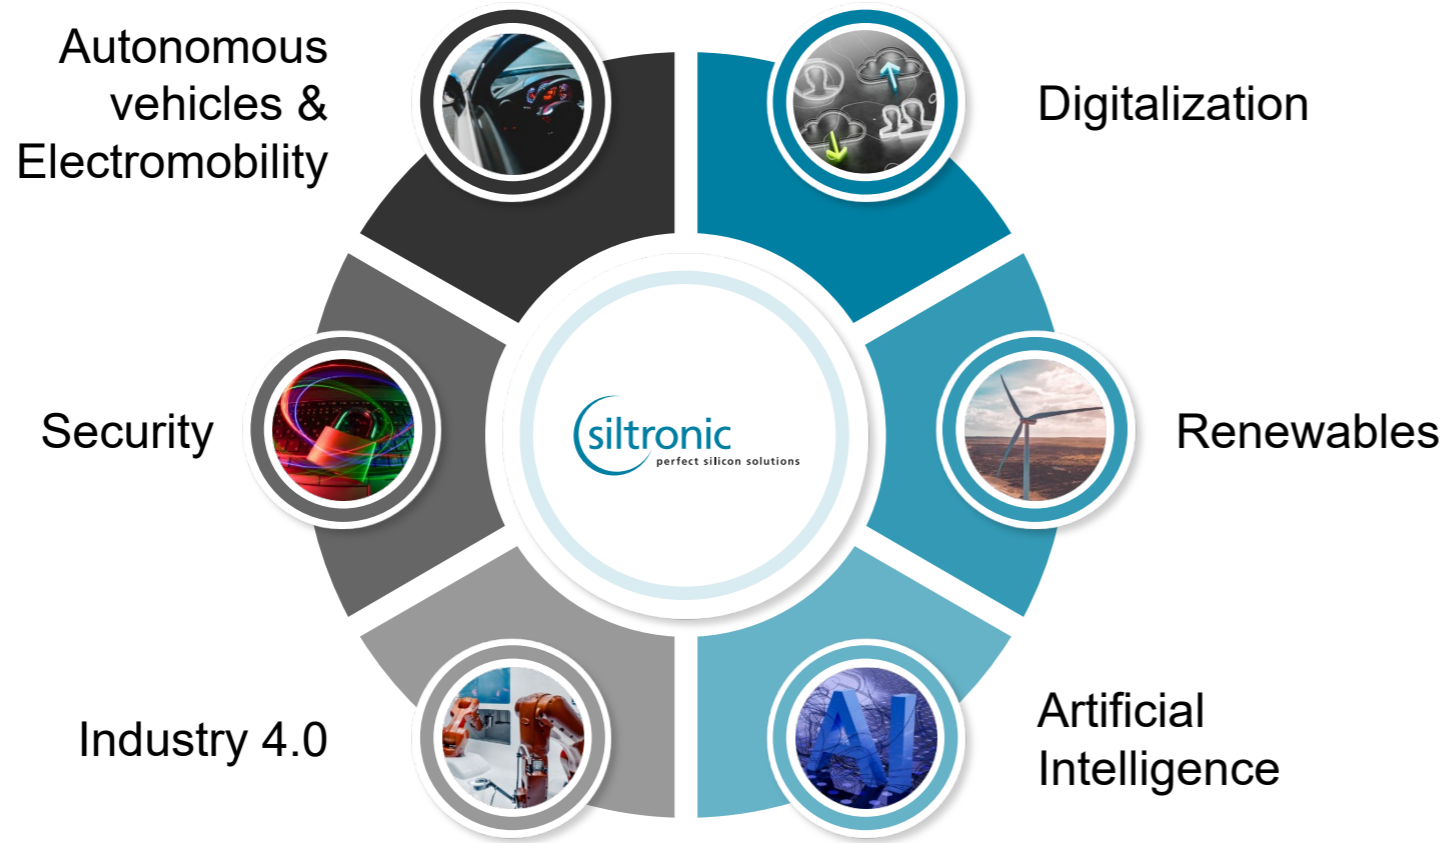 Autonomous
vehicles &
Electromobility
Digitalization
Security
siltronic
perfect silicon solutions
Renewables
Industry 4.0
AI
Artificial
Intelligence